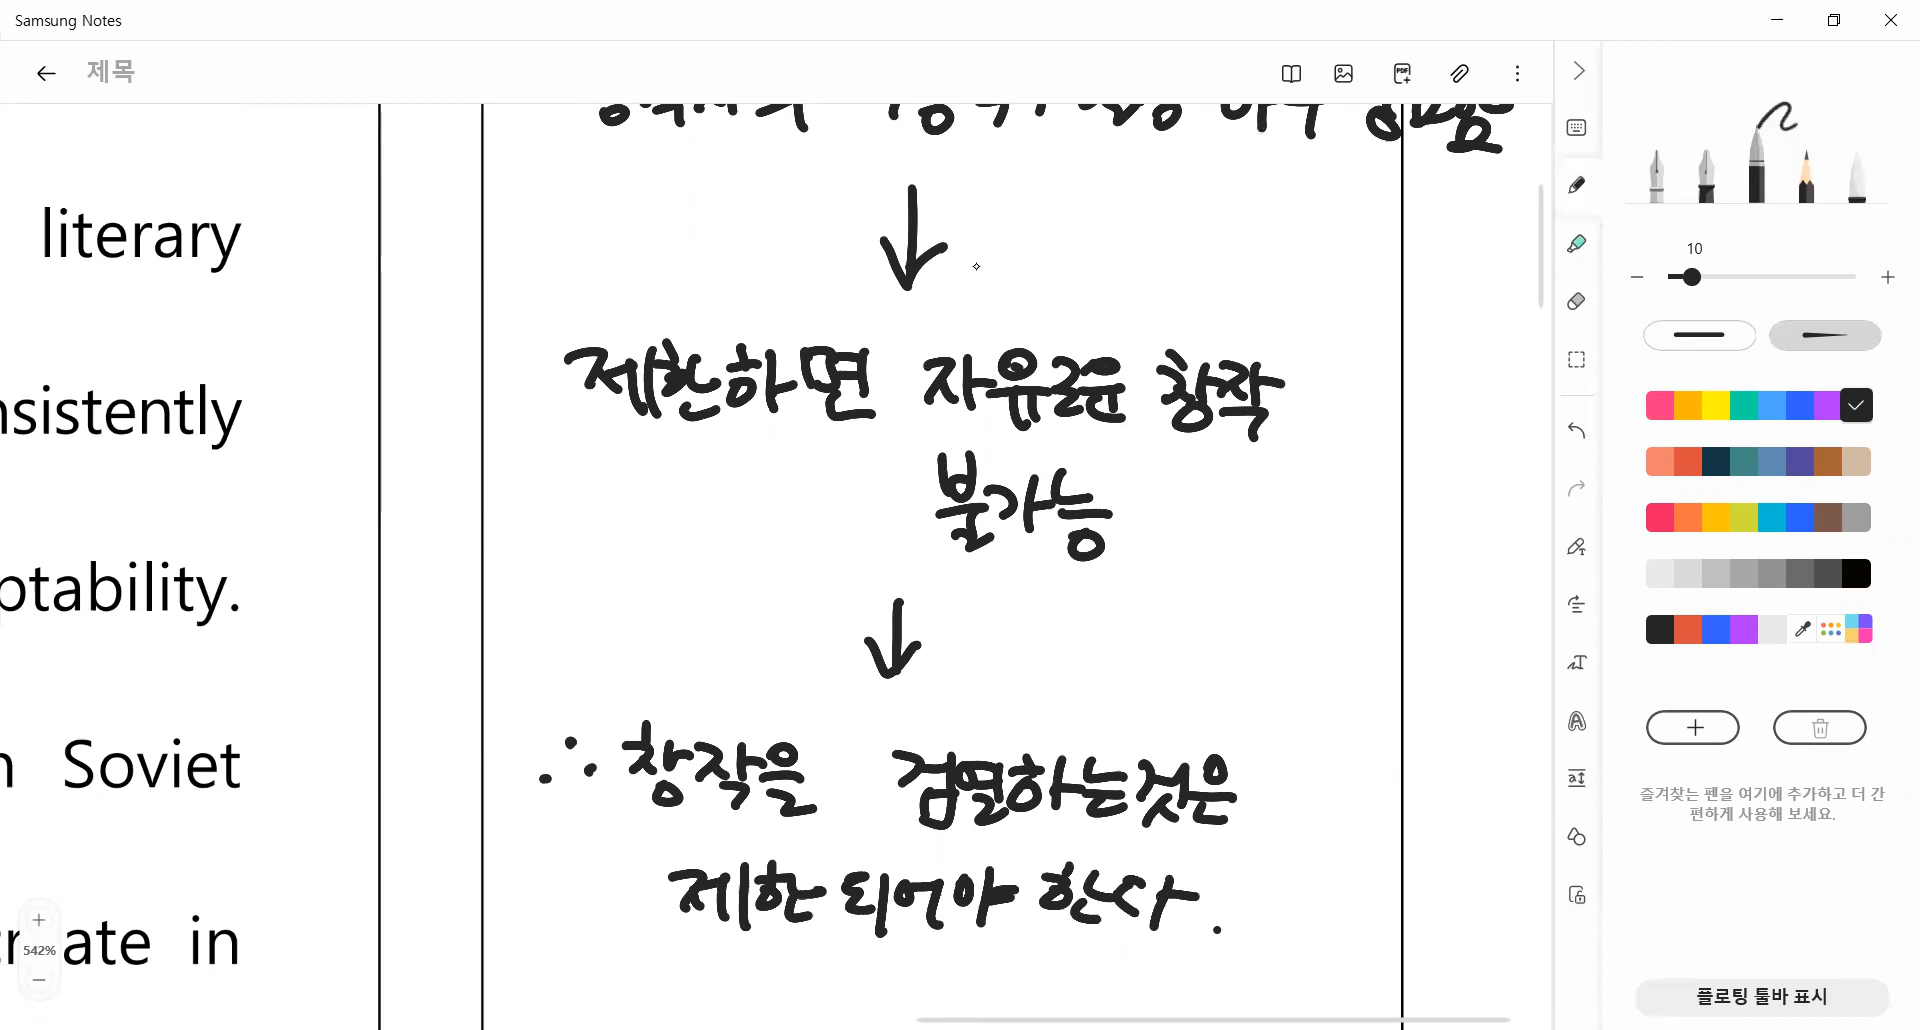 Samsung Notes
제목
literary
제한하면 자유로운 창작
불가능
nsistently
ptability.
∴ 창작을 검열하는것은
제한 되어야 한다.
n Soviet
ate in
542%
10
즐겨찾는 펜을 여기에 추가하고 더 간
편하게 사용해 보세요.
플로팅 툴바 표시